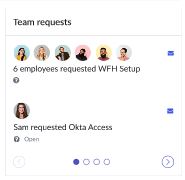 Team requests
6 employees requested WFH Setup
Sam requested Okta Access
Open